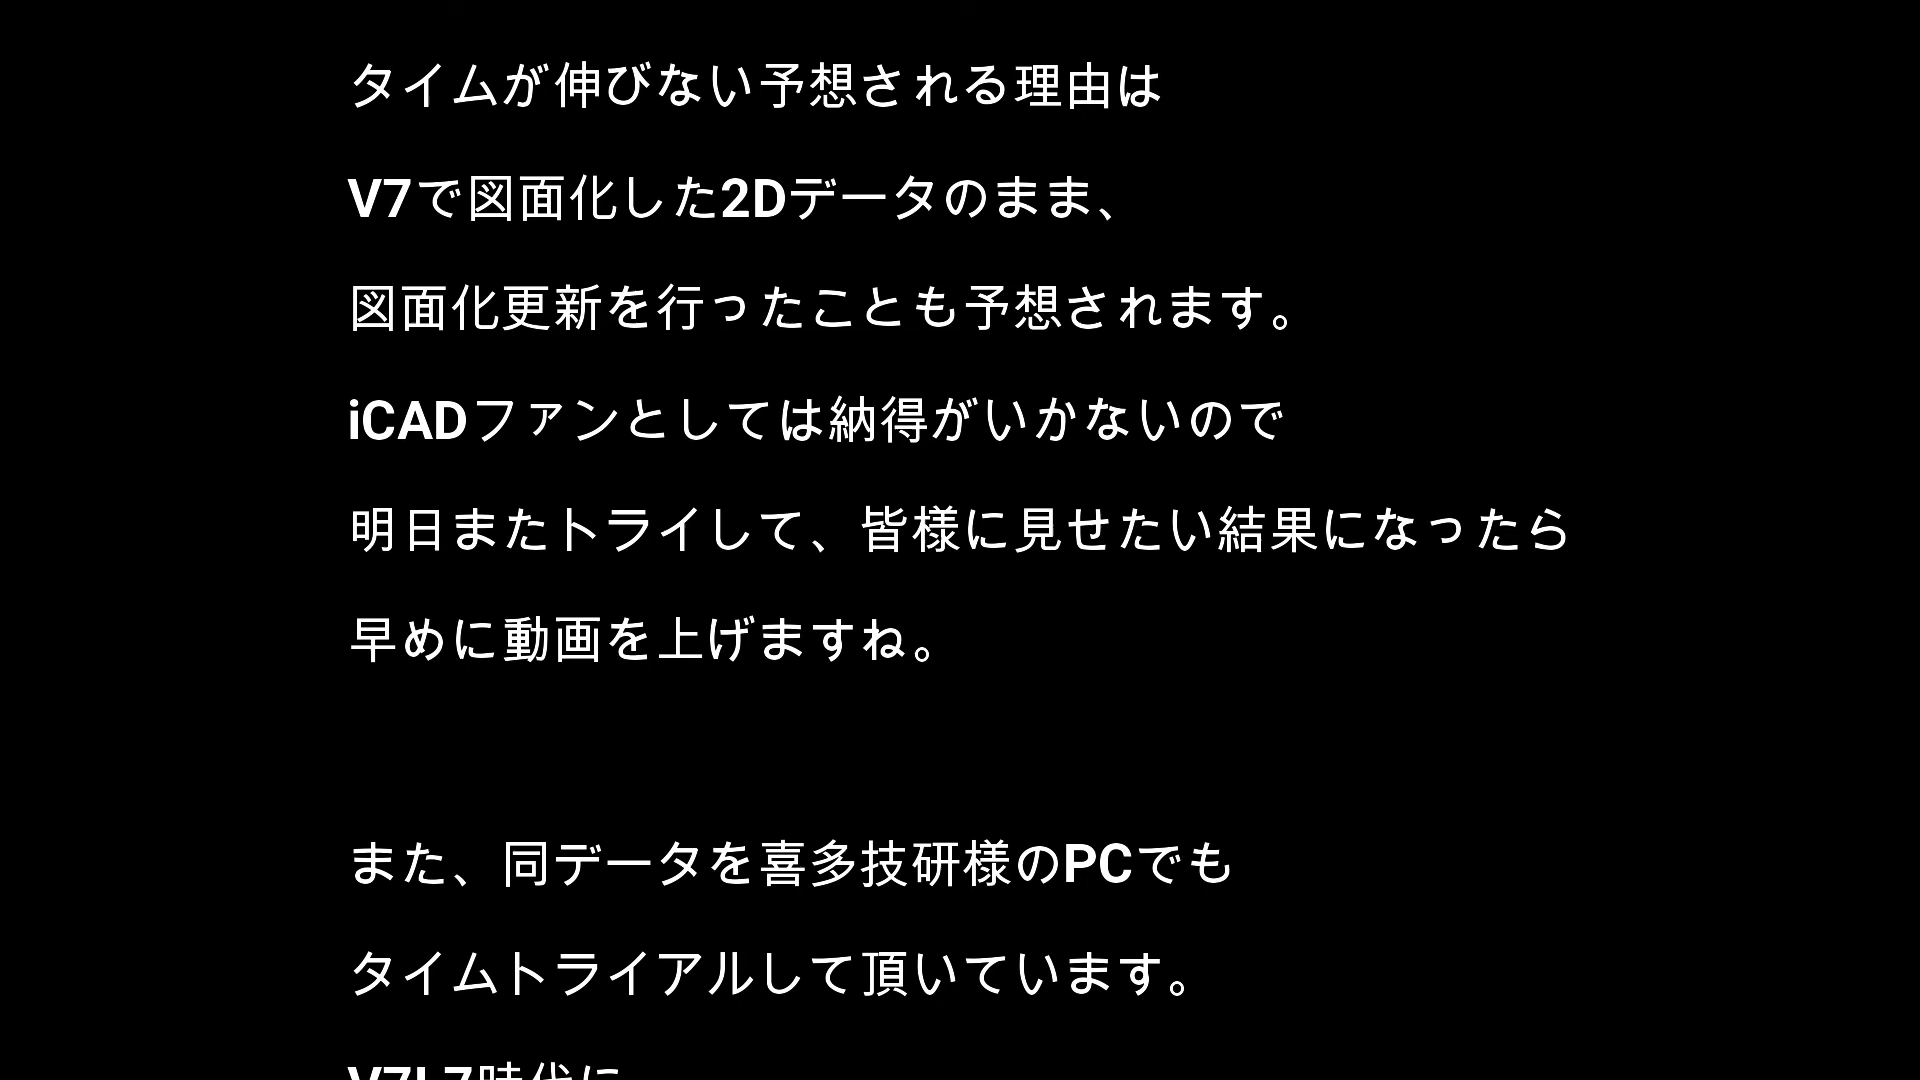 タイムが伸びない予想される理由は
V7で図面化した2Dデータのまま、
図面化更新を行ったことも予想されます。
iCADファンとしては納得がいかないので
明日またトライして、皆様に見せたい結果になったら
早めに動画を上げますね。
また、同データを喜多技研様のPCでも
タイムトライアルして頂いています。
V7L7時代に